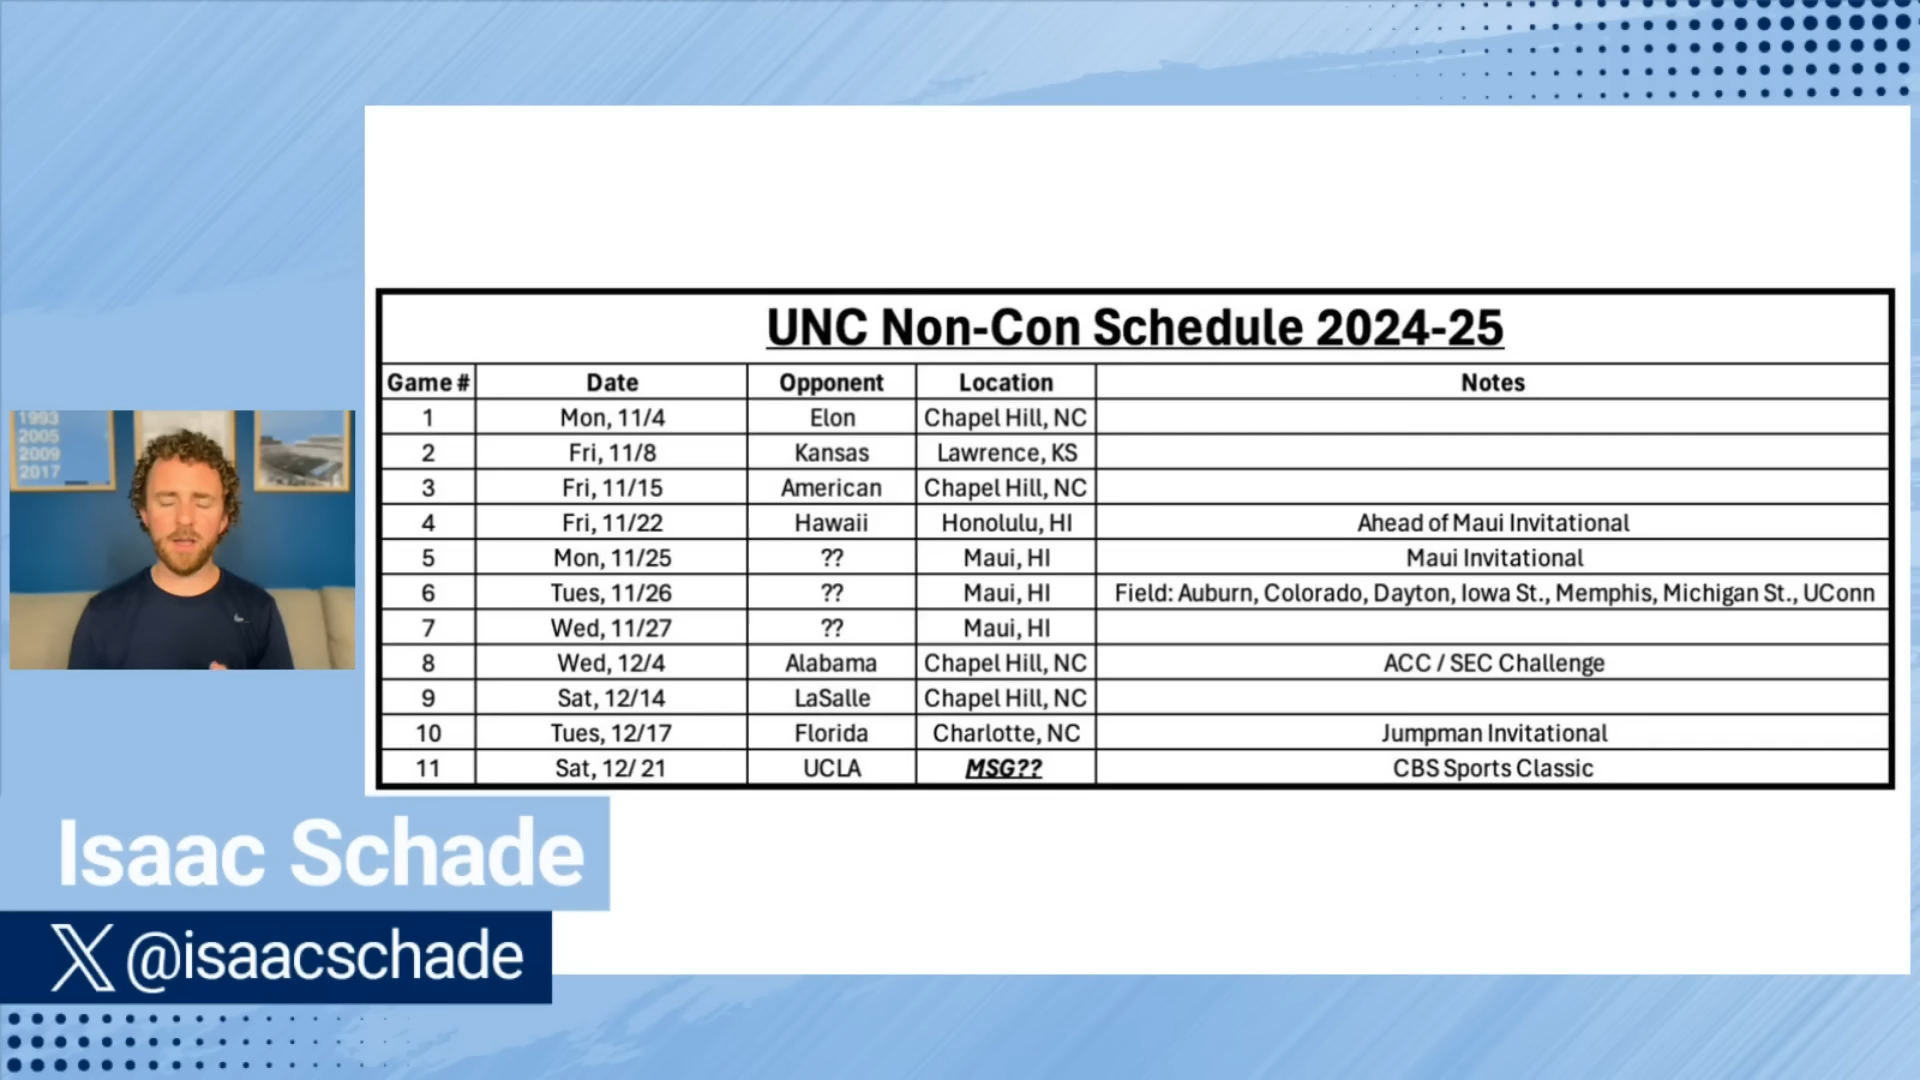 UNC Non-Con Schedule 2024-25
Game # Date Opponent Location Notes
1 Mon, 11/4 Elon Chapel Hill, NC
2 Fri, 11/8 Kansas Lawrence, KS
3 Fri, 11/15 American Chapel Hill, NC
4 Fri, 11/22 Hawaii Honolulu, HI Ahead of Maui Invitational
5 Mon, 11/25 ?? Maui, HI Maui Invitational
6 Tues, 11/26 ?? Maui, HI Field: Auburn, Colorado, Dayton, Iowa St., Memphis, Michigan St., UConn
7 Wed, 11/27 ?? Maui, HI
8 Wed, 12/4 Alabama Chapel Hill, NC ACC / SEC Challenge
9 Sat, 12/14 LaSalle Chapel Hill, NC
10 Tues, 12/17 Florida Charlotte, NC Jumpman Invitational
11 Sat, 12/ 21 UCLA MSG?? CBS Sports Classic
1993
2005
2009
2017
Isaac Schade
X @isaacschade